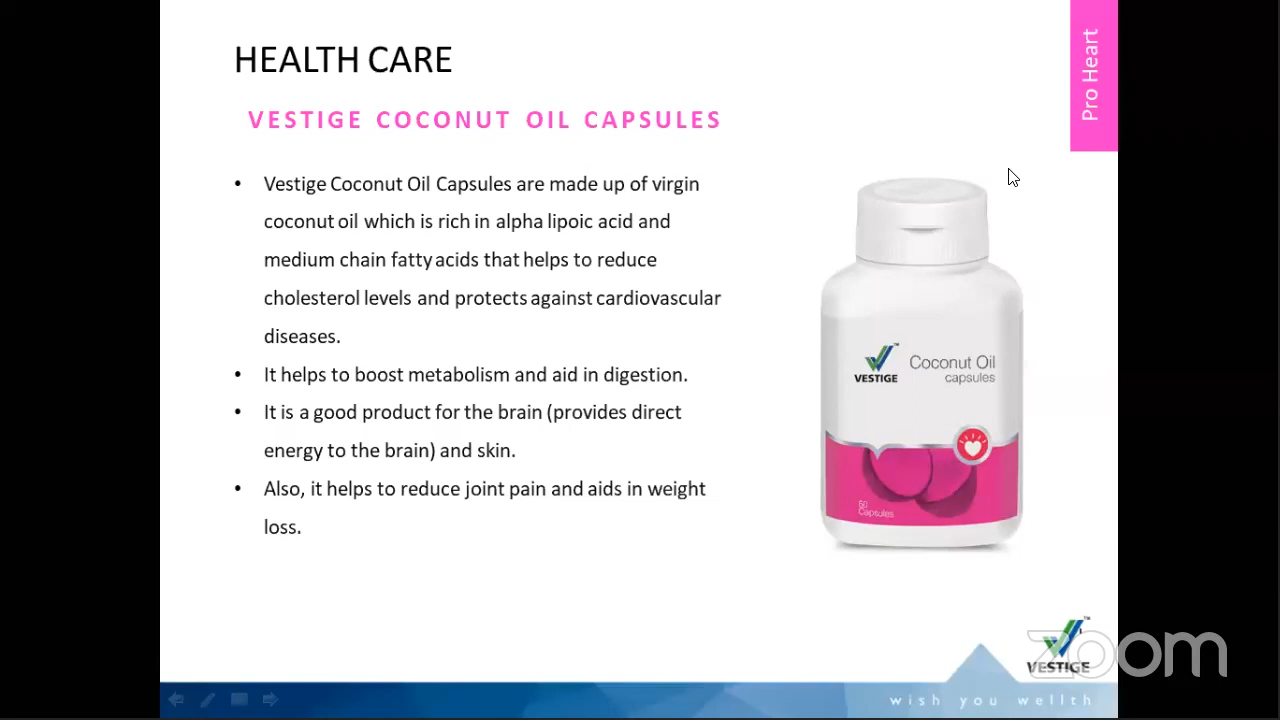 HEALTH CARE
Pro Heart
VESTIGE COCONUT OIL CAPSULES
• Vestige Coconut Oil Capsules are made up of virgin
coconut oil which is rich in alpha lipoic acid and
medium chain fatty acids that helps to reduce
cholesterol levels and protects against cardiovascular
diseases.
• It helps to boost metabolism and aid in digestion.
• It is a good product for the brain (provides direct
energy to the brain) and skin.
• Also, it helps to reduce joint pain and aids in weight
loss.
Coconut Oil
capsules
VESTIGE
Capsules
zoom
VESTIGE
wish you wellth